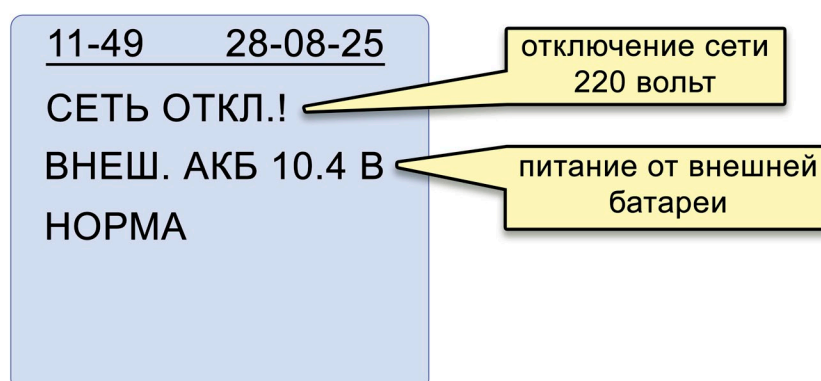 11-49 28-08-25
СЕТЬ ОТКЛ.!
ВНЕШ. АКБ 10.4 В
НОРМА
отключение сети
220 вольт
питание от внешней
батареи